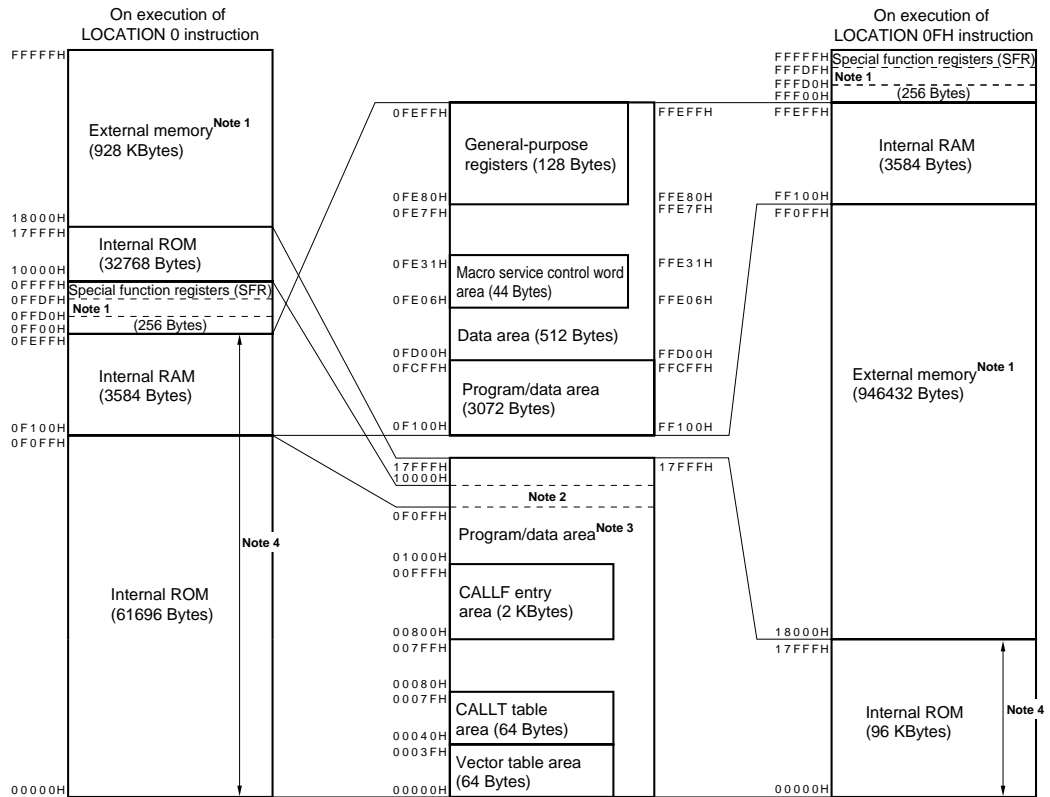 On execution of
LOCATION 0 instruction
FFFFFH
External memory Note 1
(928 KBytes)
18000H
17FFFH
Internal ROM
(32768 Bytes)
10000H
0FFFFH
Special function registers (SFR)
0FFDFH
Note 1
0FFD0H
(256 Bytes)
0FF00H
0FEFFH
Internal RAM
(3584 Bytes)
0F100H
0F0FFH
Note 4
Internal ROM
(61696 Bytes)
00000H
0FEFFH
FFEFFH
General-purpose
registers (128 Bytes)
0FE80H
FFE80H
0FE7FH
FFE7FH
0FE31H
FFE31H
Macro service control word
area (44 Bytes)
0FE06H
FFE06H
Data area (512 Bytes)
0FD00H
FFD00H
0FCFFH
FFCFFH
Program/data area
(3072 Bytes)
0F100H
FF100H
17FFFH
17FFFH
10000H
Note 2
0F0FFH
Program/data area Note 3
01000H
00FFFH
CALLF entry
area (2 KBytes)
00800H
007FFH
00080H
0007FH
CALLT table
area (64 Bytes)
00040H
0003FH
Vector table area
(64 Bytes)
00000H
On execution of
LOCATION 0FH instruction
FFFFFH
Special function registers (SFR)
FFFDFH
Note 1
FFFD0H
(256 Bytes)
FFF00H
FFEFFH
Internal RAM
(3584 Bytes)
FF100H
FF0FFH
External memory Note 1
(946432 Bytes)
18000H
17FFFH
Internal ROM
(96 KBytes)
Note 4
00000H